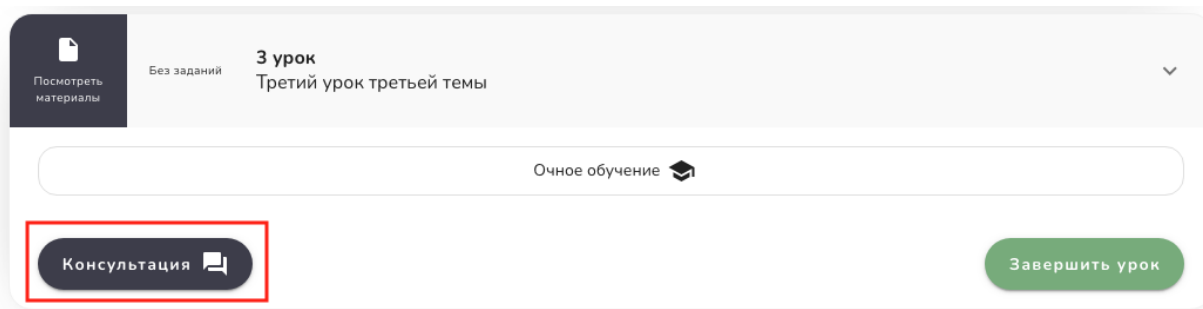 Посмотреть
материалы
Без заданий
3 урок
Третий урок третьей темы
Очное обучение
Консультация
Завершить урок